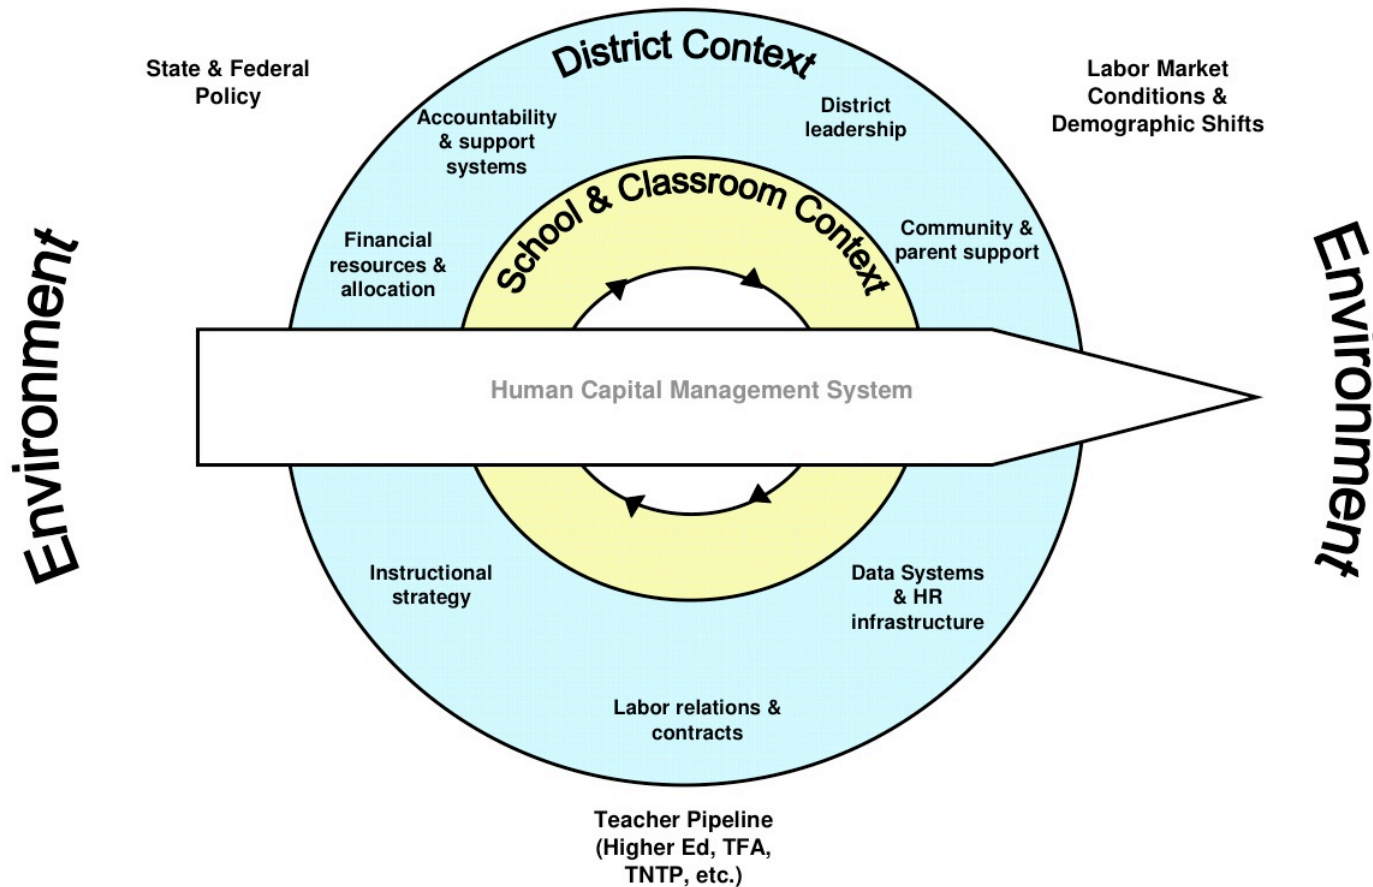 District Context
State & Federal
Policy
Labor Market
Conditions &
Demographic Shifts
Accountability
& support
systems
District
leadership
School & Classroom Context
Financial
resources &
allocation
Community &
parent support
Environment
Environment
Human Capital Management System
Instructional
strategy
Data Systems
& HR
infrastructure
Labor relations &
contracts
Teacher Pipeline
(Higher Ed, TFA,
TNTP, etc.)